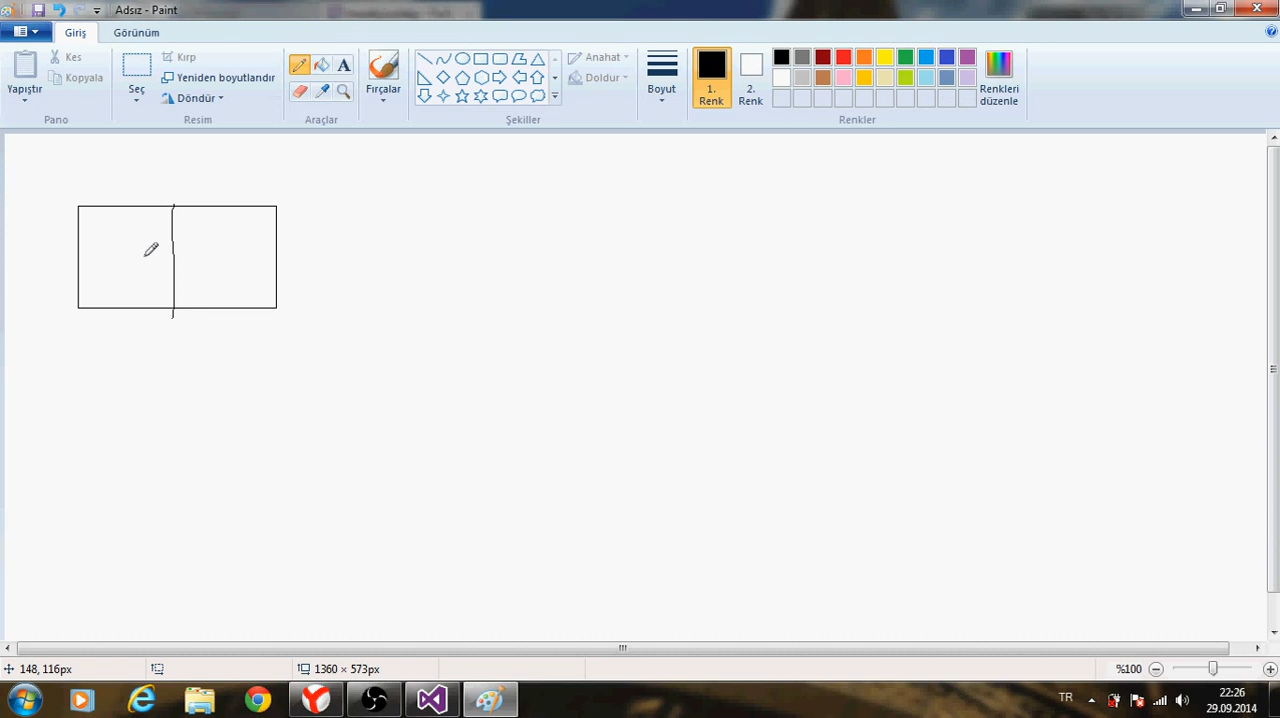 Adsız - Paint
Giriş
Görünüm
Kes
Kopyala
Yapıştır
Pano
Seç
Kırp
Yeniden boyutlandır
Döndür
Resim
A
Araçlar
Fırçalar
Şekiller
Anahat
Doldur
Boyut
1.
Renk
2.
Renk
Renkleri
düzenle
Renkler
148, 116px
1360 × 573px
%100
TR
22:26
29.09.2014